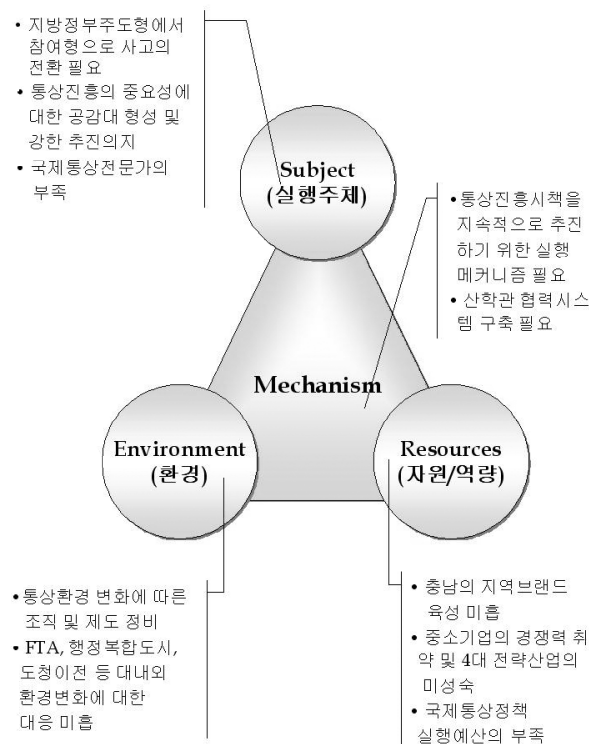 • 지방정부주도형에서
참여형으로 사고의
전환 필요
• 통상진흥의 중요성에
대한 공감대 형성 및
강한 추진의지
• 국제통상전문가의
부족
Subject
(실행주체)
•통상진흥시책을
지속적으로 추진
하기 위한 실행
메커니즘 필요
• 산학관 협력시스
템 구축 필요
Mechanism
Environment
(환경)
Resources
(자원/역량)
•통상환경 변화에 따른
조직 및 제도 정비
• FTA, 행정복합도시,
도청이전 등 대내외
환경변화에 대한
대응 미흡
• 충남의 지역브랜드
육성 미흡
• 중소기업의 경쟁력 취
약 및 4대 전략산업의
미성숙
• 국제통상정책
실행예산의 부족